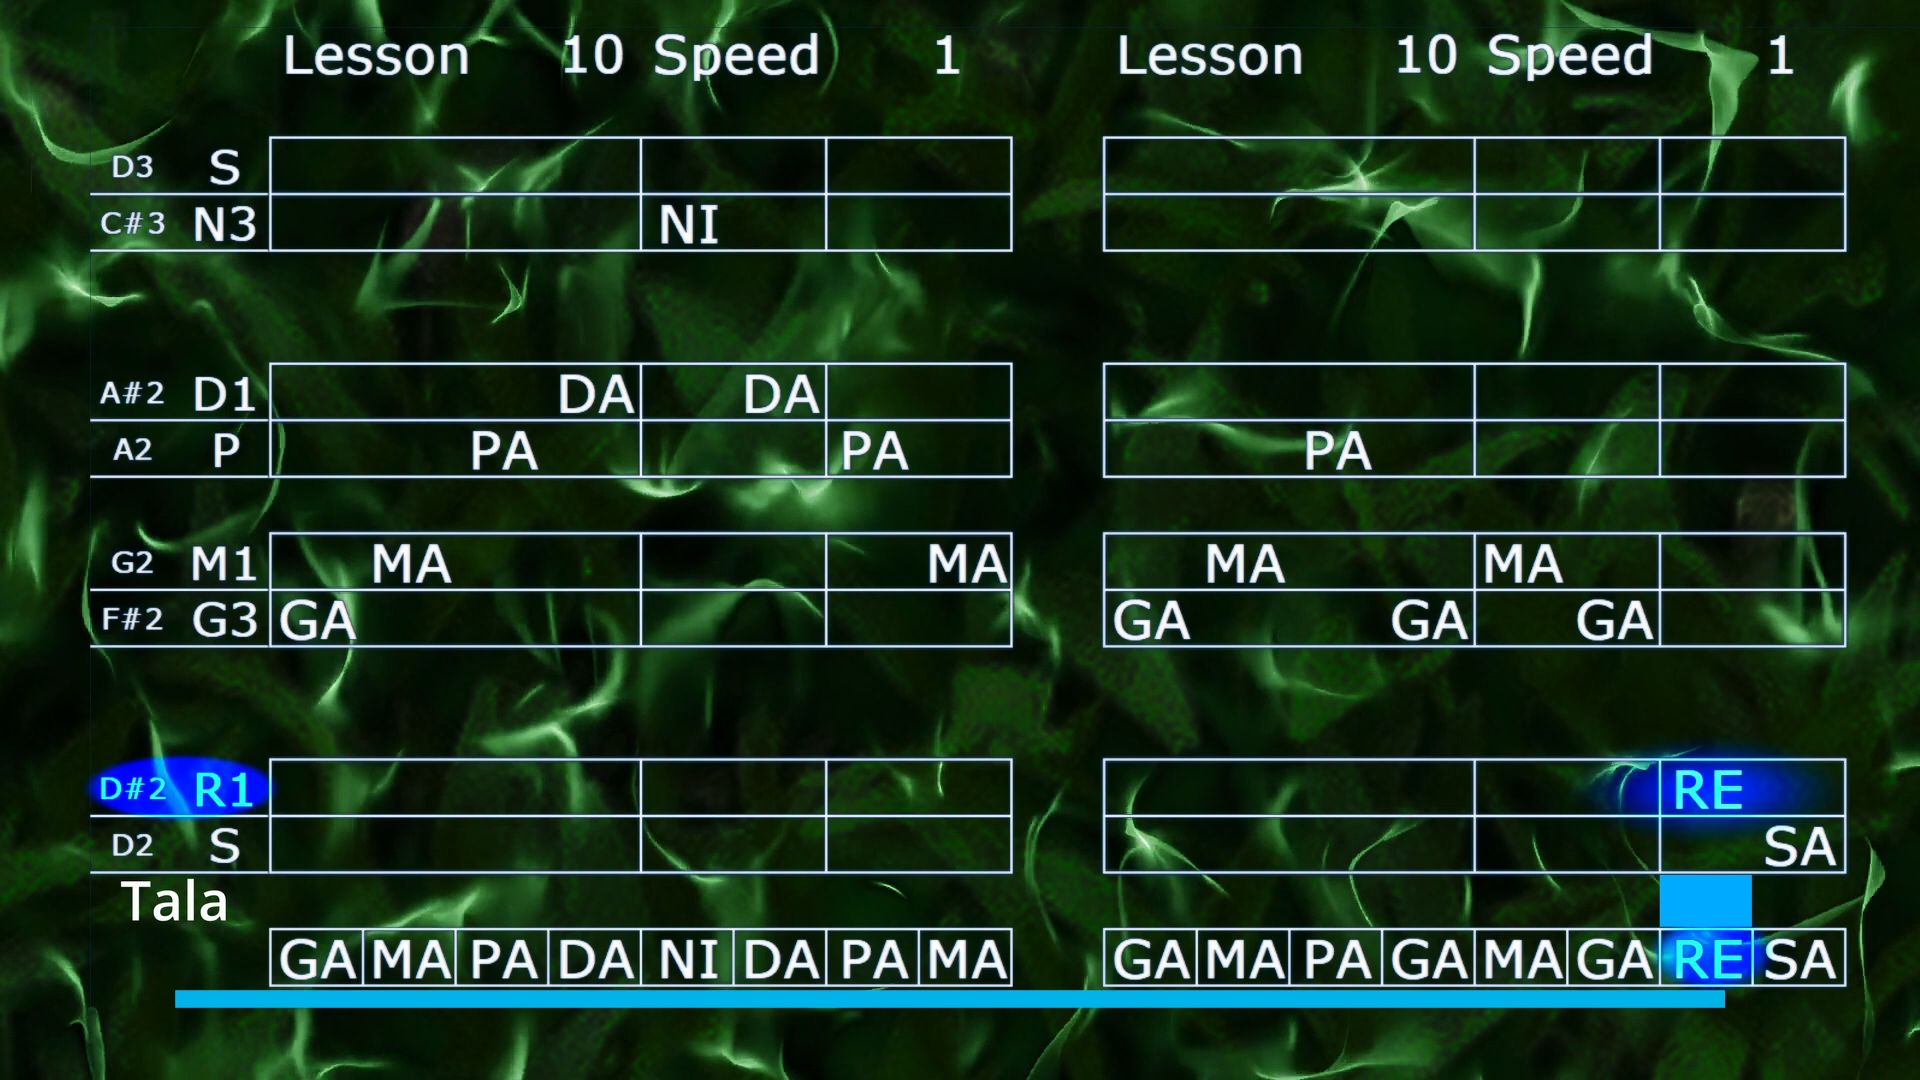 Lesson 10 Speed 1 Lesson 10 Speed 1
D3 S
C#3 N3 NI
A#2 D1 DA DA
A2 P PA PA PA
G2 M1 MA MA MA MA
F#2 G3 GA GA GA GA
D#2 R1 RE
D2 S SA
Tala
GA MA PA DA NI DA PA MA GA MA PA GA MA GA RE SA